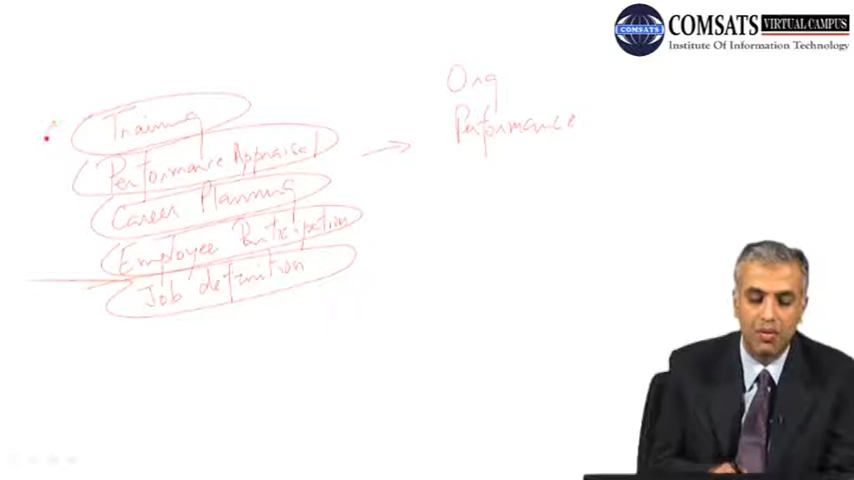 COMSATS VIRTUAL CAMPUS
COMSATS
Institute Of Information Technology
Training
Performance Appraisal
Career Planning
Employee Participation
Job definition
Org
Performance